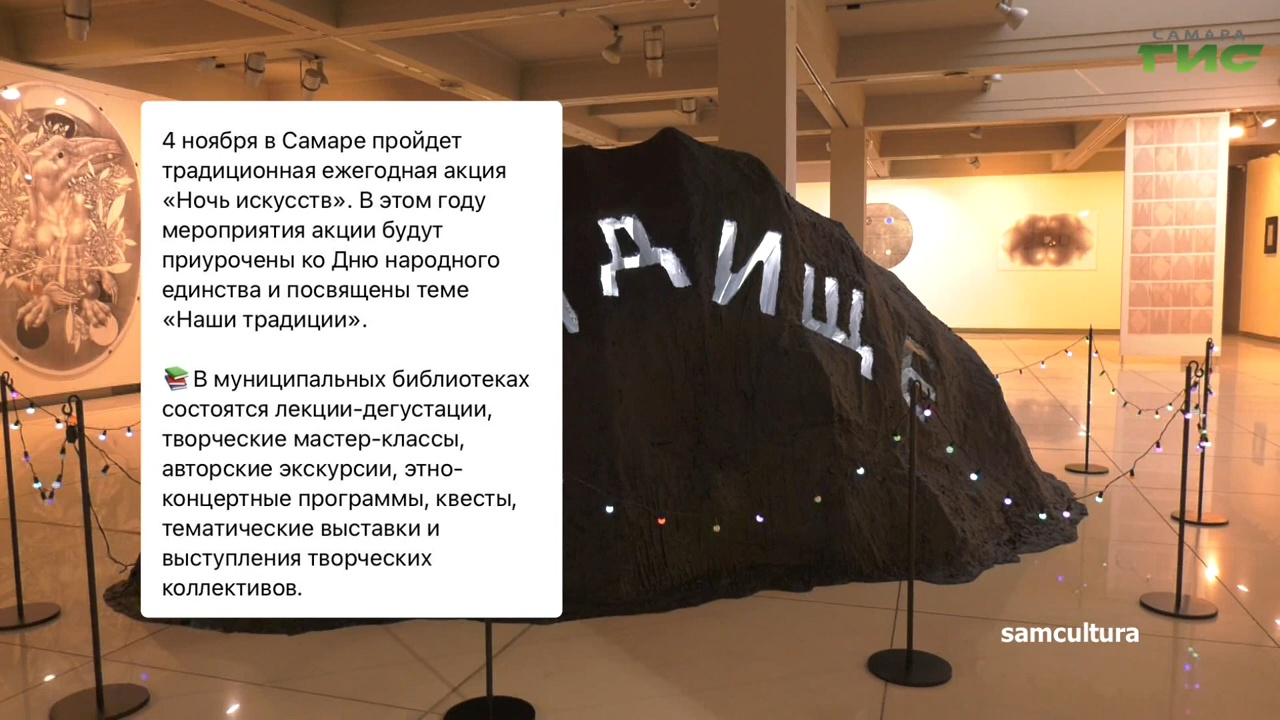 САМАРА
ГИС
4 ноября в Самаре пройдет
традиционная ежегодная акция
«Ночь искусств». В этом году
мероприятия акции будут
приурочены ко Дню народного
единства и посвящены теме
«Наши традиции».
📚В муниципальных библиотеках
состоятся лекции-дегустации,
творческие мастер-классы,
авторские экскурсии, этно-
концертные программы, квесты,
тематические выставки и
выступления творческих
коллективов.
ДИЩЕ
samcultura